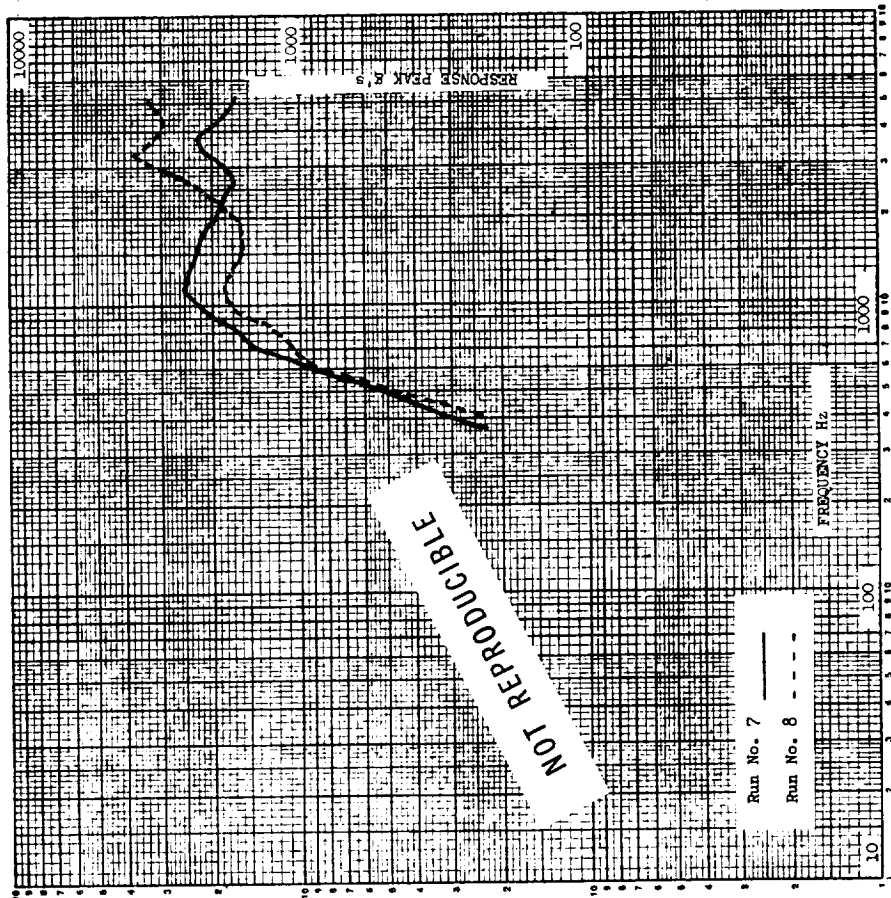 10000
1000
100
RESPONSE PEAK g's
NOT REPRODUCIBLE
FREQUENCY Hz
10
100
1000
Run No. 7
Run No. 8